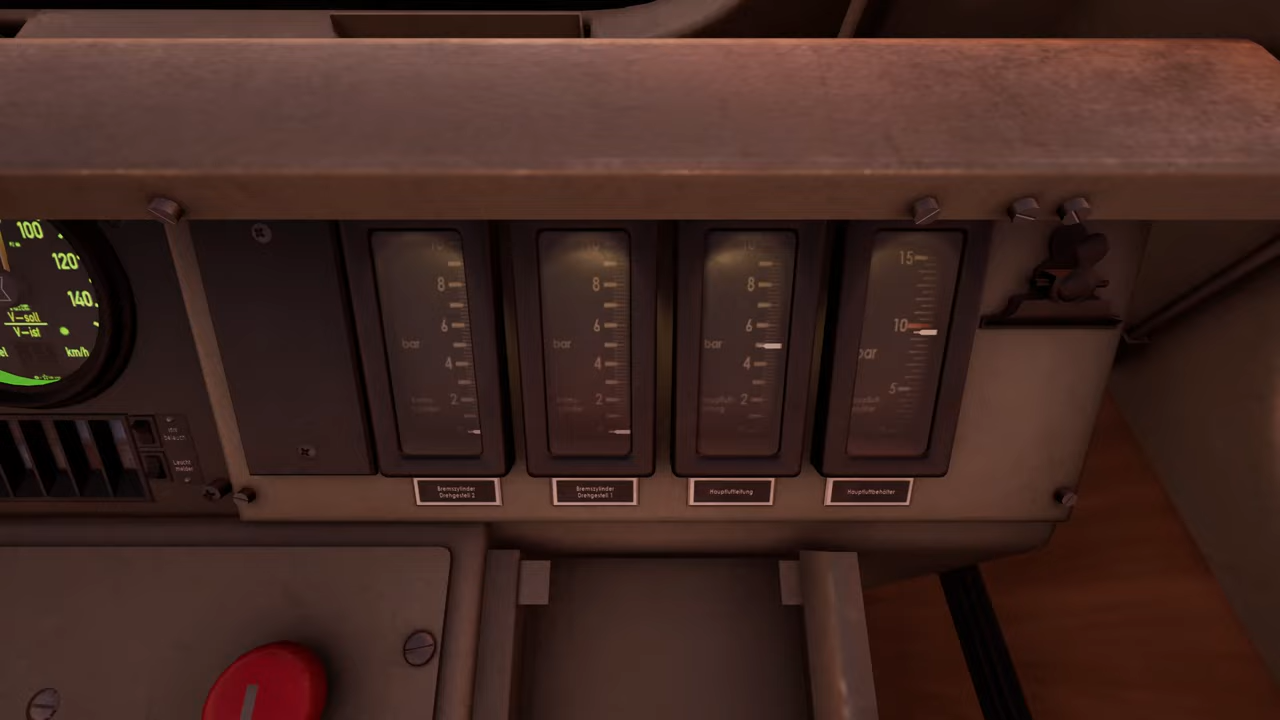 100
120
140
V-soll
V-ist
km/h
8
6
bar
4
2
8
6
bar
4
2
8
6
bar
4
2
15
10
bar
5
Bremszylinder
Drehgestell 2
Bremszylinder
Drehgestell 1
Hauptluftleitung
Hauptluftbehälter